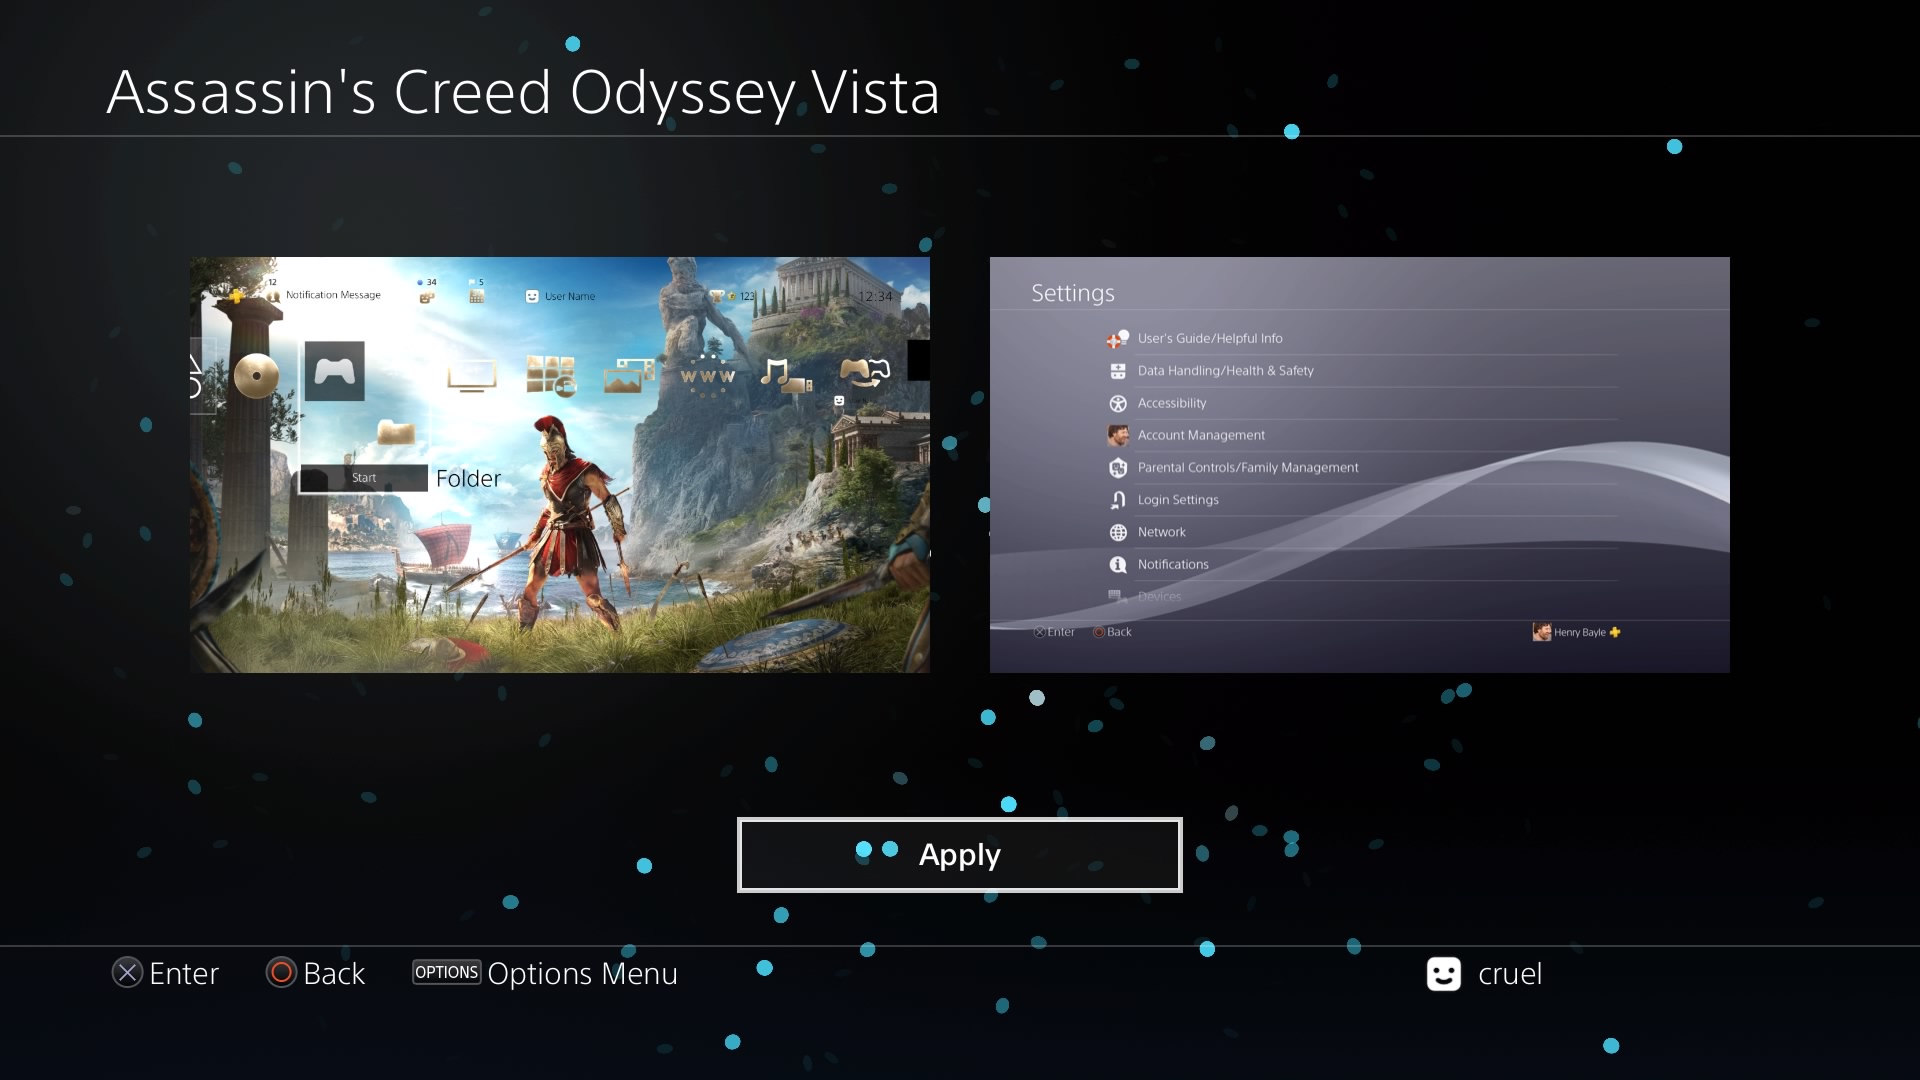 Assassin's Creed Odyssey Vista
12
Notification Message
34
5
User Name
123
12:34
www
Start
Folder
Settings
User's Guide/Helpful Info
Data Handling/Health & Safety
Accessibility
Account Management
Parental Controls/Family Management
Login Settings
Network
Notifications
Devices
Enter
Back
Henry Bayle
Apply
Enter
Back
OPTIONS
Options Menu
cruel